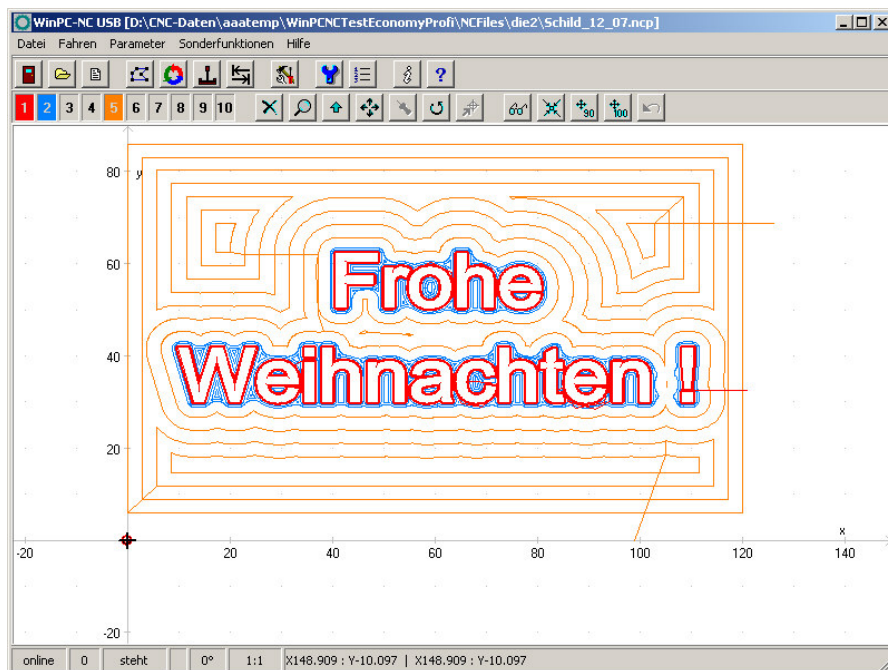 WinPC-NC USB [D:\CNC-Daten\aaatemp\WinPCNCTestEconomyProfi\NCFiles\die2\Schild_12_07.ncp]
Datei Fahren Parameter Sonderfunktionen Hilfe
1 2 3 4 5 6 7 8 9 10 90 100
80
y
60
Frohe
40
Weihnachten !
20
x
-20 20 40 60 80 100 120 140
-20
online 0 steht 0° 1:1 X148.909 : Y-10.097 | X148.909 : Y-10.097